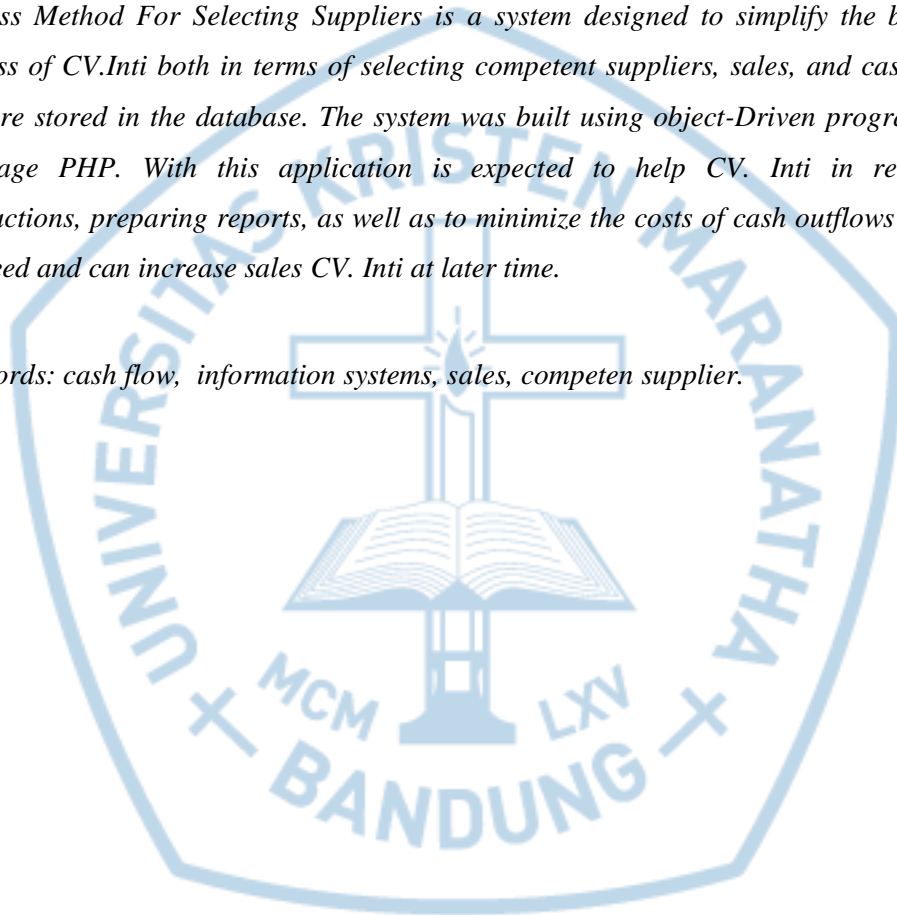 ss Method For Selecting Suppliers is a system designed to simplify the b
ss of CV.Inti both in terms of selecting competent suppliers, sales, and cas
re stored in the database. The system was built using object-Driven progre
age PHP. With this application is expected to help CV. Inti in re
uctions, preparing reports, as well as to minimize the costs of cash outflows
eed and can increase sales CV. Inti at later time.
ords: cash flow, information systems, sales, competen supplier.
UNIVERSITAS KRISTEN MARANATHA
MCM LXV
BANDUNG